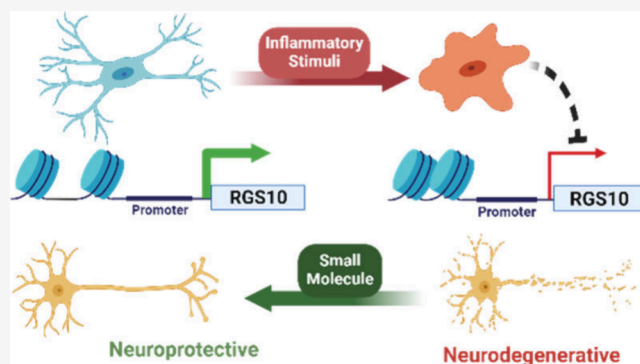 Inflammatory
Stimuli
RGS10
Promoter
RGS10
Promoter
Small
Molecule
Neuroprotective
Neurodegenerative